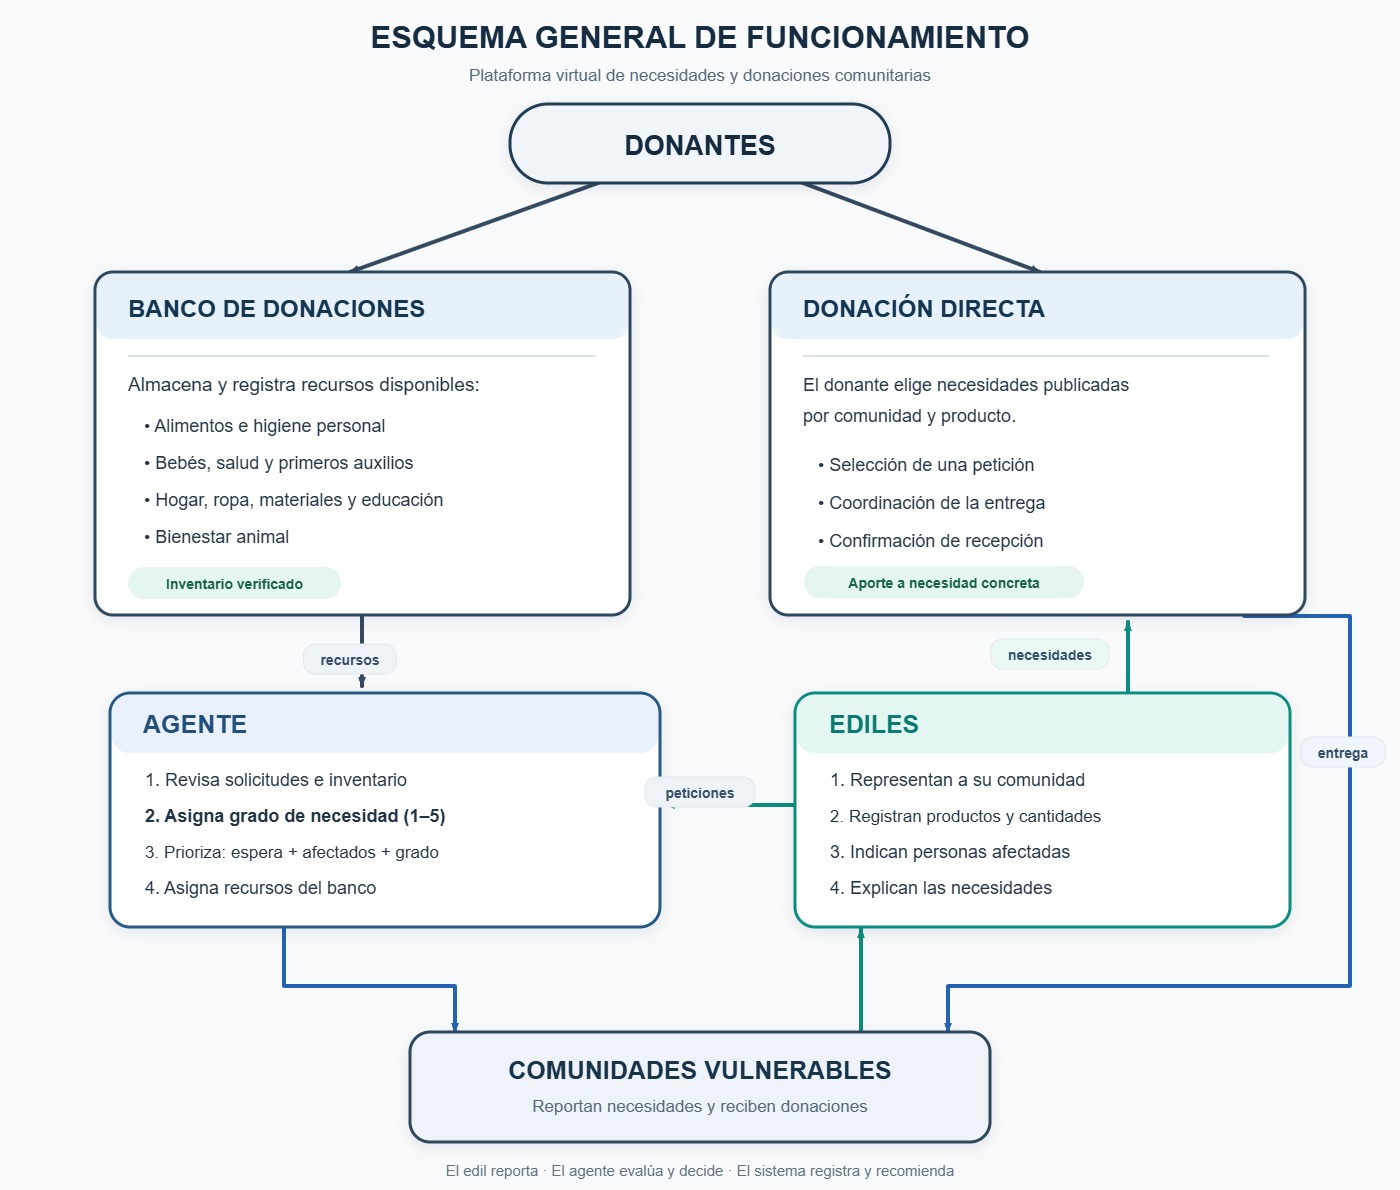 ESQUEMA GENERAL DE FUNCIONAMIENTO
Plataforma virtual de necesidades y donaciones comunitarias
DONANTES
BANCO DE DONACIONES
Almacena y registra recursos disponibles:
• Alimentos e higiene personal
• Bebés, salud y primeros auxilios
• Hogar, ropa, materiales y educación
• Bienestar animal
Inventario verificado
DONACIÓN DIRECTA
El donante elige necesidades publicadas
por comunidad y producto.
• Selección de una petición
• Coordinación de la entrega
• Confirmación de recepción
Aporte a necesidad concreta
recursos
necesidades
AGENTE
1. Revisa solicitudes e inventario
2. Asigna grado de necesidad (1–5)
3. Prioriza: espera + afectados + grado
4. Asigna recursos del banco
peticiones
EDILES
1. Representan a su comunidad
2. Registran productos y cantidades
3. Indican personas afectadas
4. Explican las necesidades
entrega
COMUNIDADES VULNERABLES
Reportan necesidades y reciben donaciones
El edil reporta · El agente evalúa y decide · El sistema registra y recomienda